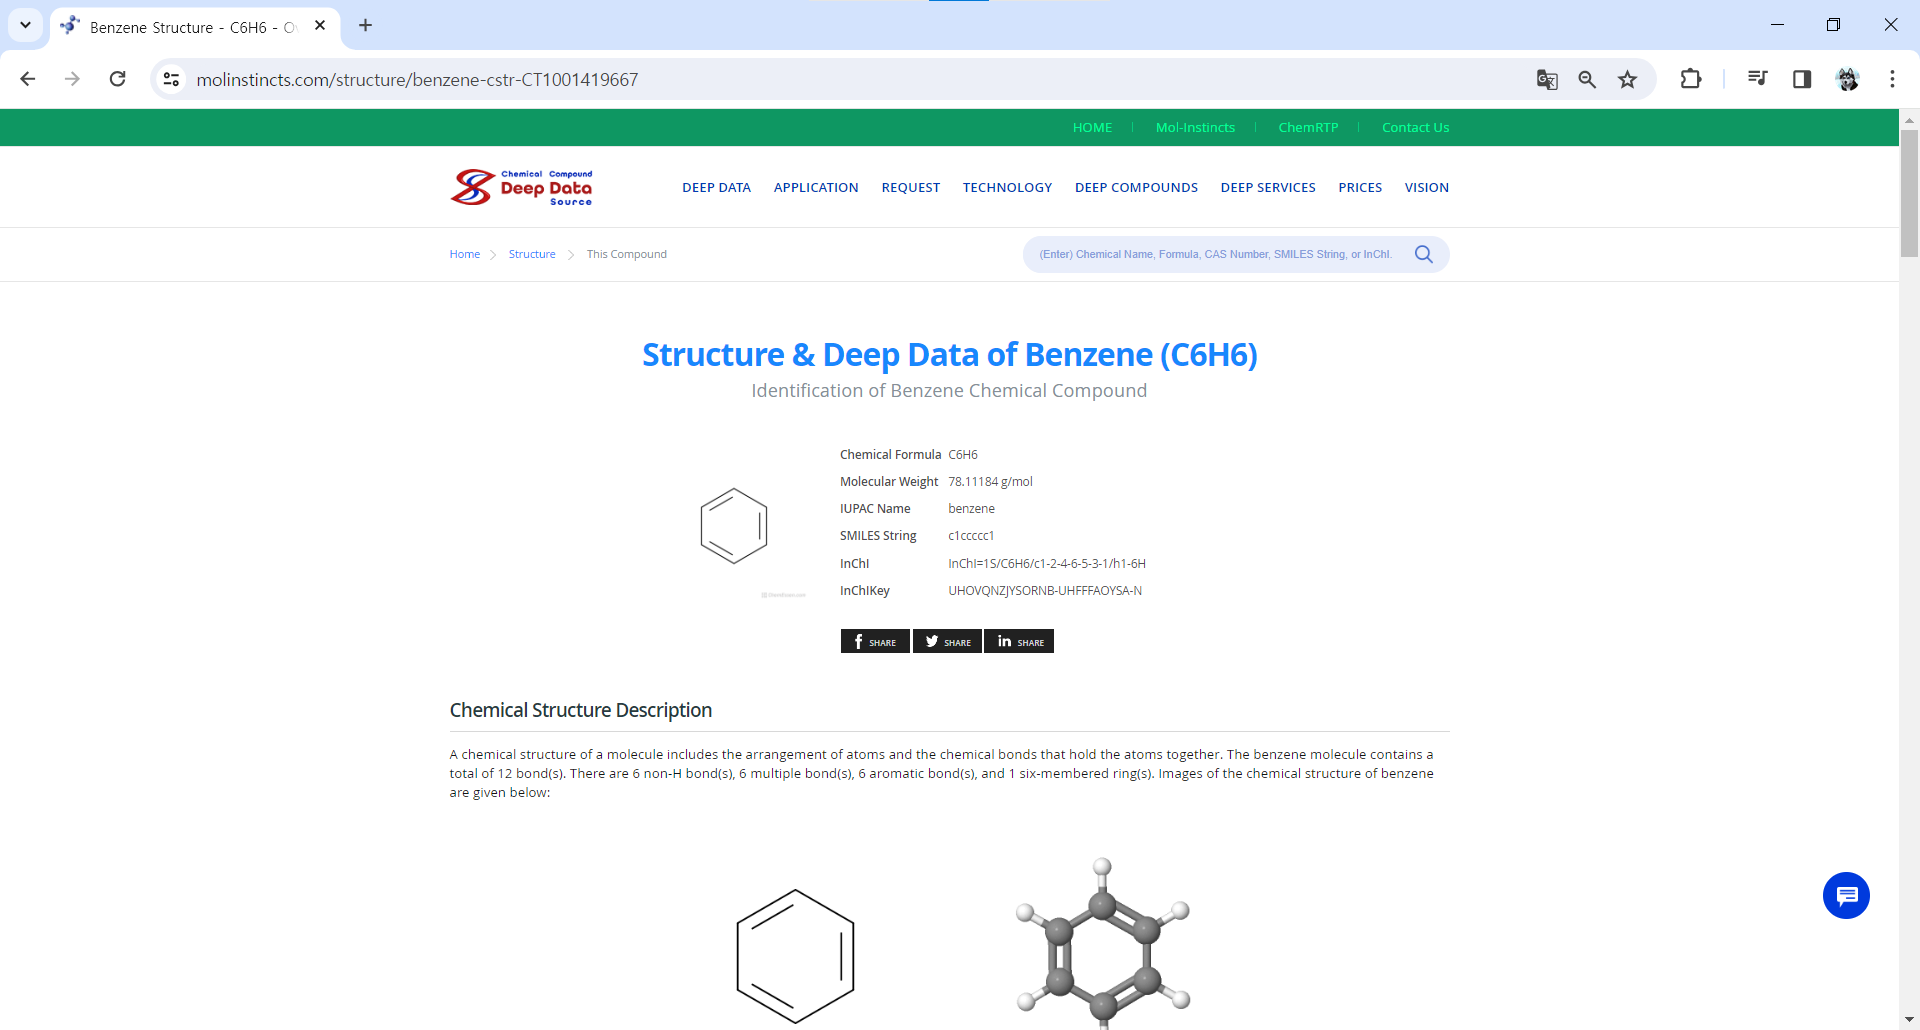 Benzene Structure - C6H6 - O
molinstincts.com/structure/benzene-cstr-CT1001419667
HOME Mol-Instincts ChemRTP Contact Us
Chemical Compound
Deep Data
Source
DEEP DATA APPLICATION REQUEST TECHNOLOGY DEEP COMPOUNDS DEEP SERVICES PRICES VISION
Home Structure This Compound
(Enter) Chemical Name, Formula, CAS Number, SMILES String, or InChI.
Structure & Deep Data of Benzene (C6H6)
Identification of Benzene Chemical Compound
Chemical Formula C6H6
Molecular Weight 78.11184 g/mol
IUPAC Name benzene
SMILES String c1ccccc1
InChI InChI=1S/C6H6/c1-2-4-6-5-3-1/h1-6H
InChIKey UHOVQNZJYSORNB-UHFFFAOYSA-N
SHARE SHARE SHARE
Chemical Structure Description
A chemical structure of a molecule includes the arrangement of atoms and the chemical bonds that hold the atoms together. The benzene molecule contains a
total of 12 bond(s). There are 6 non-H bond(s), 6 multiple bond(s), 6 aromatic bond(s), and 1 six-membered ring(s). Images of the chemical structure of benzene
are given below: